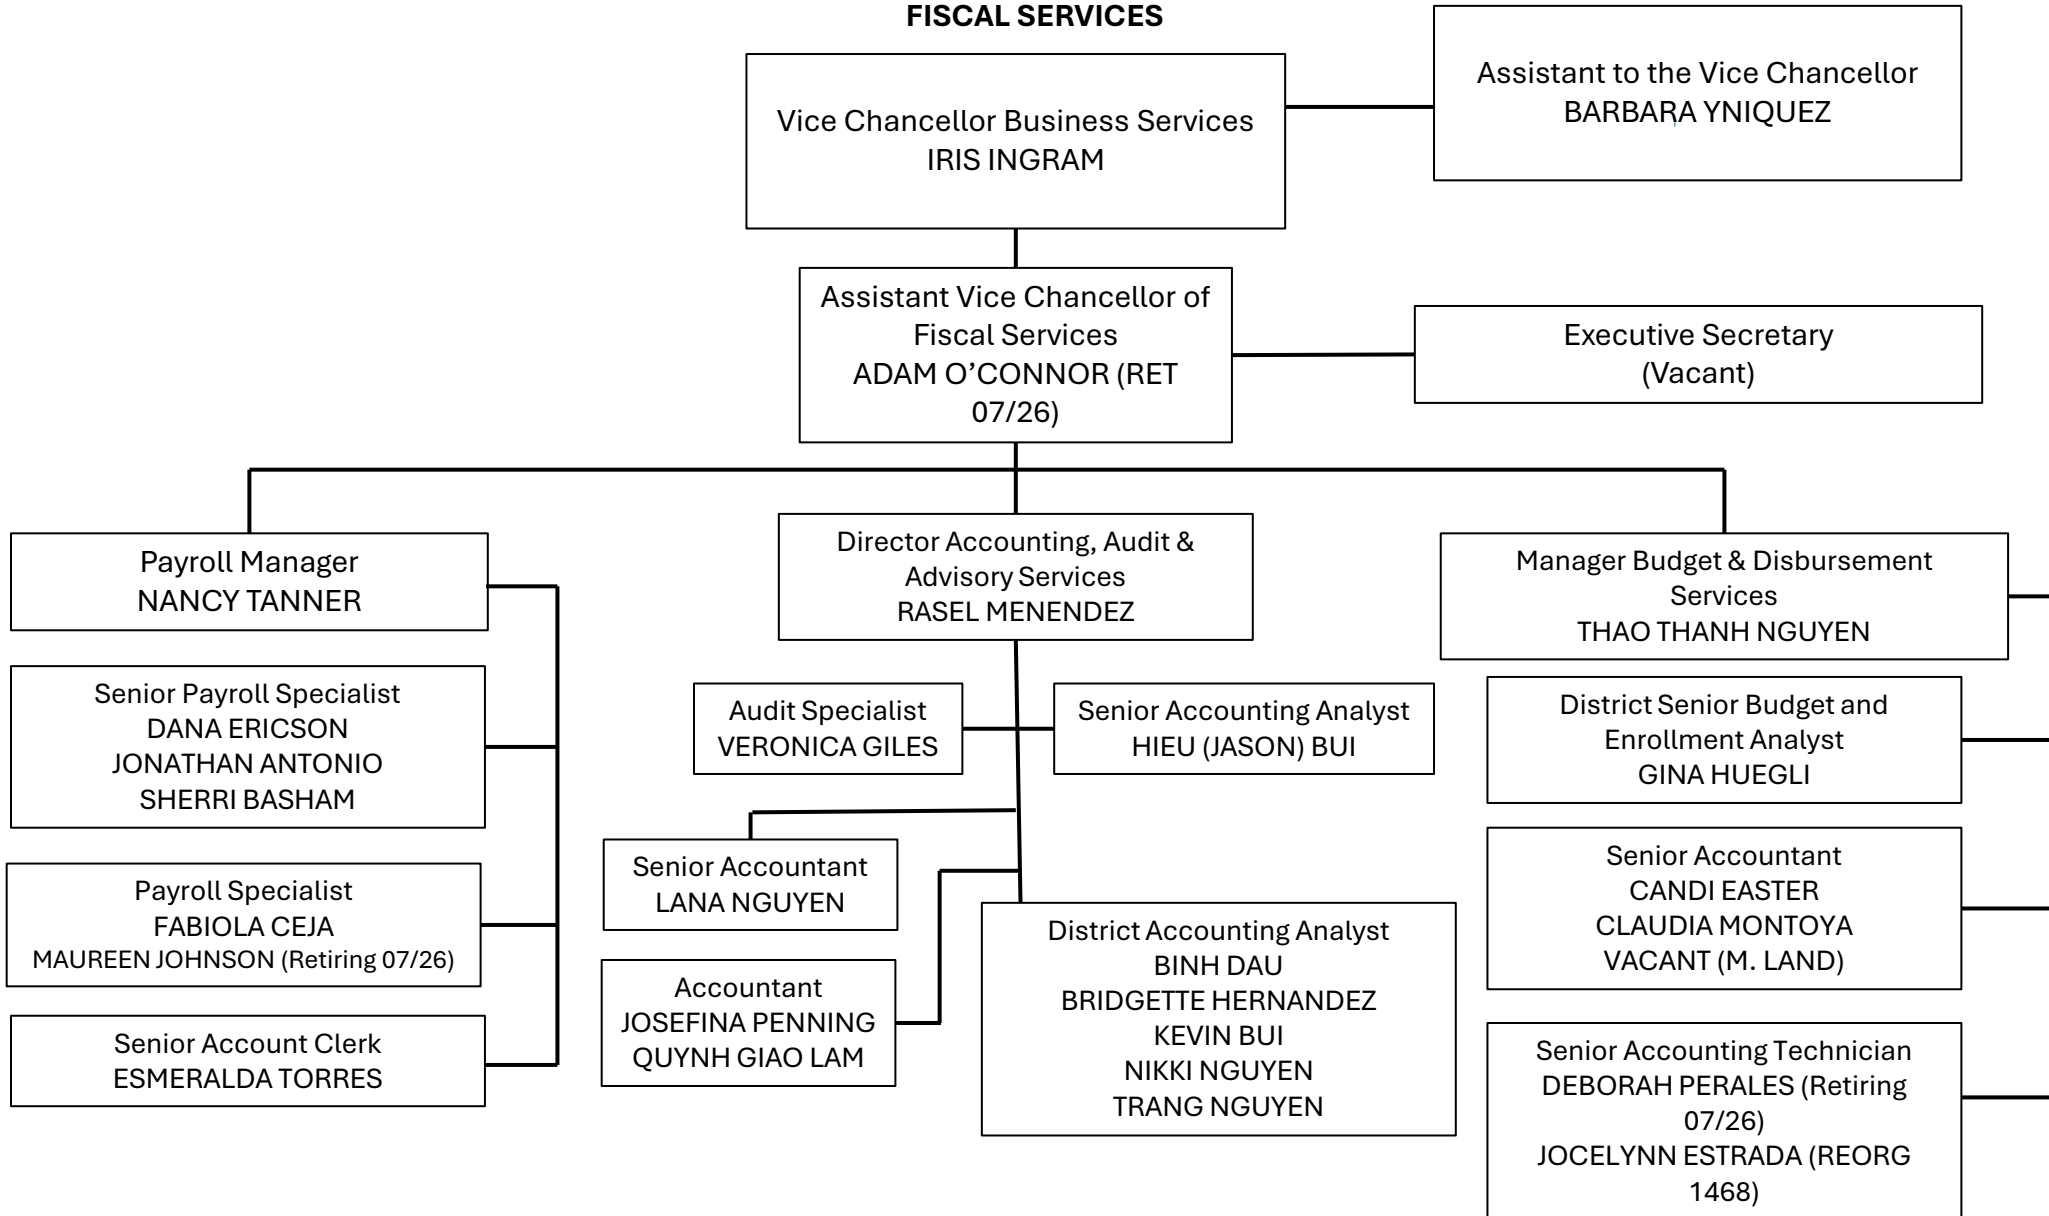 FISCAL SERVICES
Vice Chancellor Business Services
IRIS INGRAM
Assistant to the Vice Chancellor
BARBARA YNIQUEZ
Assistant Vice Chancellor of
Fiscal Services
ADAM O’CONNOR (RET
07/26)
Executive Secretary
(Vacant)
Payroll Manager
NANCY TANNER
Senior Payroll Specialist
DANA ERICSON
JONATHAN ANTONIO
SHERRI BASHAM
Payroll Specialist
FABIOLA CEJA
MAUREEN JOHNSON (Retiring 07/26)
Senior Account Clerk
ESMERALDA TORRES
Director Accounting, Audit &
Advisory Services
RASEL MENENDEZ
Audit Specialist
VERONICA GILES
Senior Accounting Analyst
HIEU (JASON) BUI
Senior Accountant
LANA NGUYEN
Accountant
JOSEFINA PENNING
QUYNH GIAO LAM
District Accounting Analyst
BINH DAU
BRIDGETTE HERNANDEZ
KEVIN BUI
NIKKI NGUYEN
TRANG NGUYEN
Manager Budget & Disbursement
Services
THAO THANH NGUYEN
District Senior Budget and
Enrollment Analyst
GINA HUEGLI
Senior Accountant
CANDI EASTER
CLAUDIA MONTOYA
VACANT (M. LAND)
Senior Accounting Technician
DEBORAH PERALES (Retiring
07/26)
JOCELYNN ESTRADA (REORG
1468)